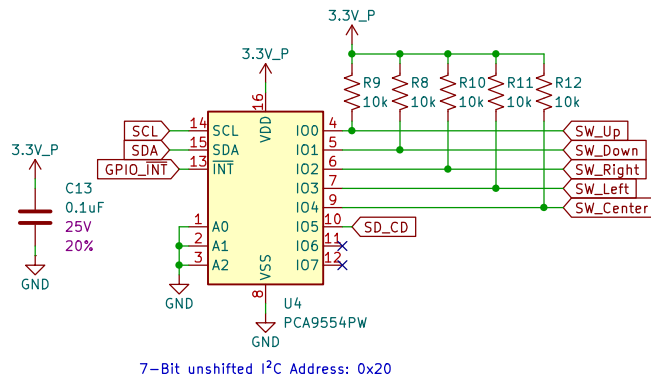 3.3V_P
3.3V_P
R9 R8 R10 R11 R12
10k 10k 10k 10k 10k
16
VDD
SCL 14 SCL IO0 4 SW_Up
SDA 15 SDA IO1 5 SW_Down
GPIO_INT 13 INT IO2 6 SW_Right
IO3 7 SW_Left
IO4 9 SW_Center
3.3V_P
C13
0.1uF
25V
20%
GND
1 A0 IO5 10 SD_CD
2 A1 IO6 11
3 A2 IO7 12
VSS
8
GND
U4
PCA9554PW
GND
7-Bit unshifted I²C Address: 0x20